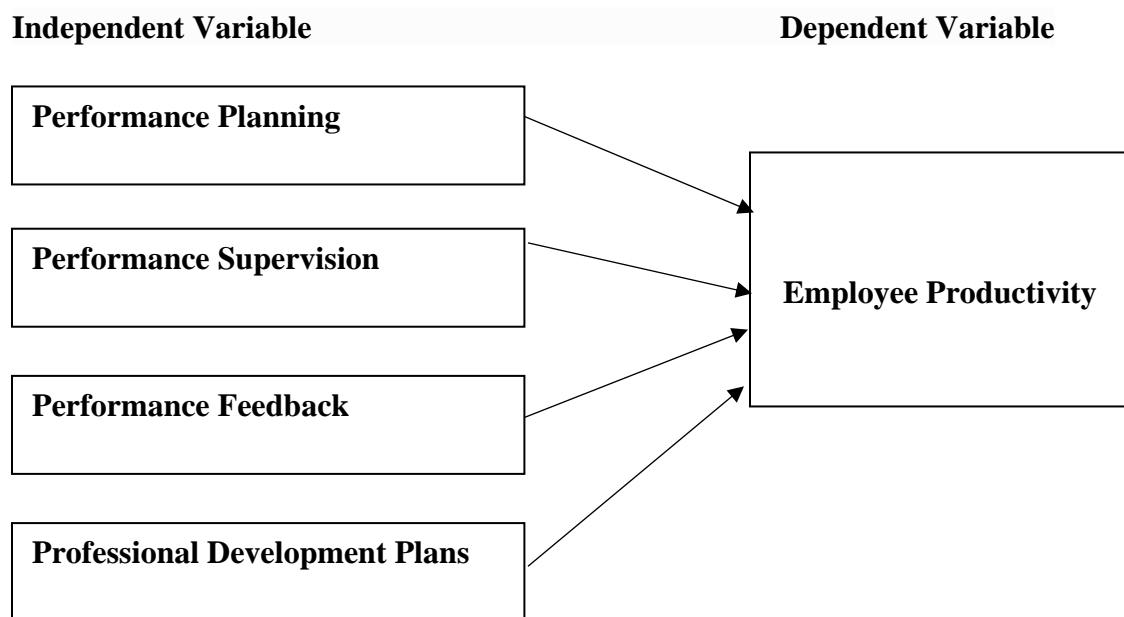 Independent Variable
Dependent Variable
Performance Planning
Performance Supervision
Employee Productivity
Performance Feedback
Professional Development Plans